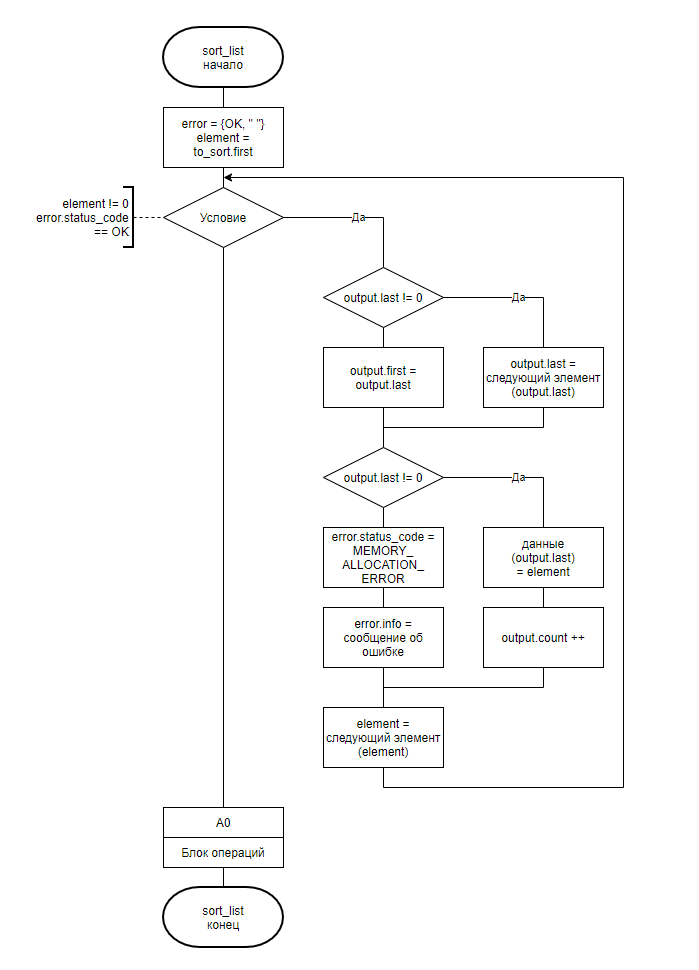 sort_list
начало
error = {OK, " "}
element =
to_sort.first
element != 0
error.status_code
== OK
Условие
Да
output.last != 0
Да
output.first =
output.last
output.last =
следующий элемент
(output.last)
output.last != 0
Да
error.status_code =
MEMORY_
ALLOCATION_
ERROR
данные
(output.last)
= element
error.info =
сообщение об
ошибке
output.count ++
element =
следующий элемент
(element)
A0
Блок операций
sort_list
конец